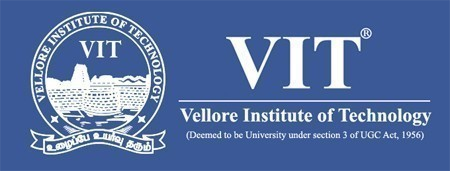 VELLORE INSTITUTE OF TECHNOLOGY
VIT
உழைப்பே உயர்வு தரும்
VIT®
Vellore Institute of Technology
(Deemed to be University under section 3 of UGC Act, 1956)